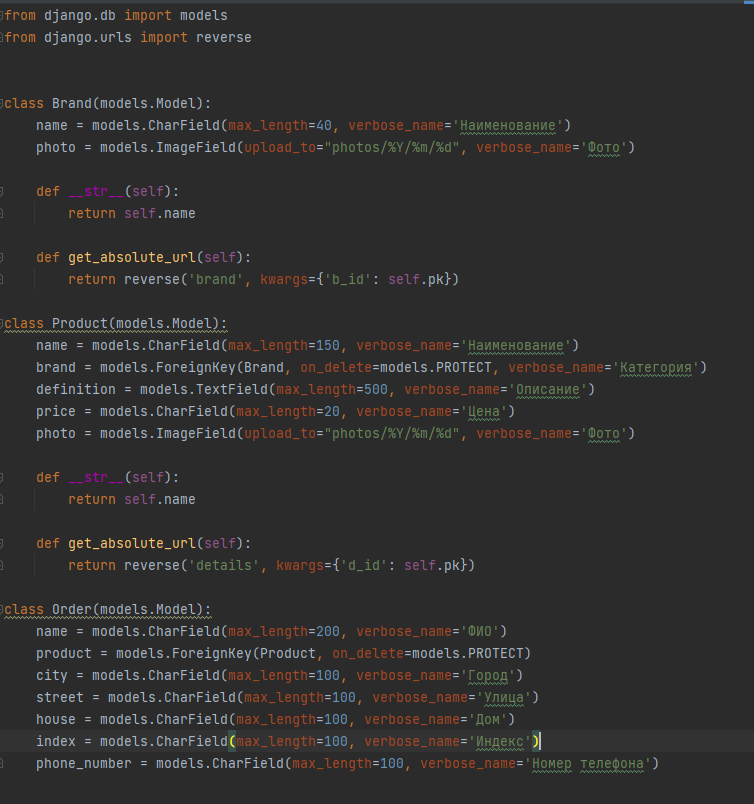 from django.db import models
from django.urls import reverse
class Brand(models.Model):
    name = models.CharField(max_length=40, verbose_name='Наименование')
    photo = models.ImageField(upload_to="photos/%Y/%m/%d", verbose_name='Фото')
    def __str__(self):
        return self.name
    def get_absolute_url(self):
        return reverse('brand', kwargs={'b_id': self.pk})
class Product(models.Model):
    name = models.CharField(max_length=150, verbose_name='Наименование')
    brand = models.ForeignKey(Brand, on_delete=models.PROTECT, verbose_name='Категория')
    definition = models.TextField(max_length=500, verbose_name='Описание')
    price = models.CharField(max_length=20, verbose_name='Цена')
    photo = models.ImageField(upload_to="photos/%Y/%m/%d", verbose_name='Фото')
    def __str__(self):
        return self.name
    def get_absolute_url(self):
        return reverse('details', kwargs={'d_id': self.pk})
class Order(models.Model):
    name = models.CharField(max_length=200, verbose_name='ФИО')
    product = models.ForeignKey(Product, on_delete=models.PROTECT)
    city = models.CharField(max_length=100, verbose_name='Город')
    street = models.CharField(max_length=100, verbose_name='Улица')
    house = models.CharField(max_length=100, verbose_name='Дом')
    index = models.CharField(max_length=100, verbose_name='Индекс')
    phone_number = models.CharField(max_length=100, verbose_name='Номер телефона')